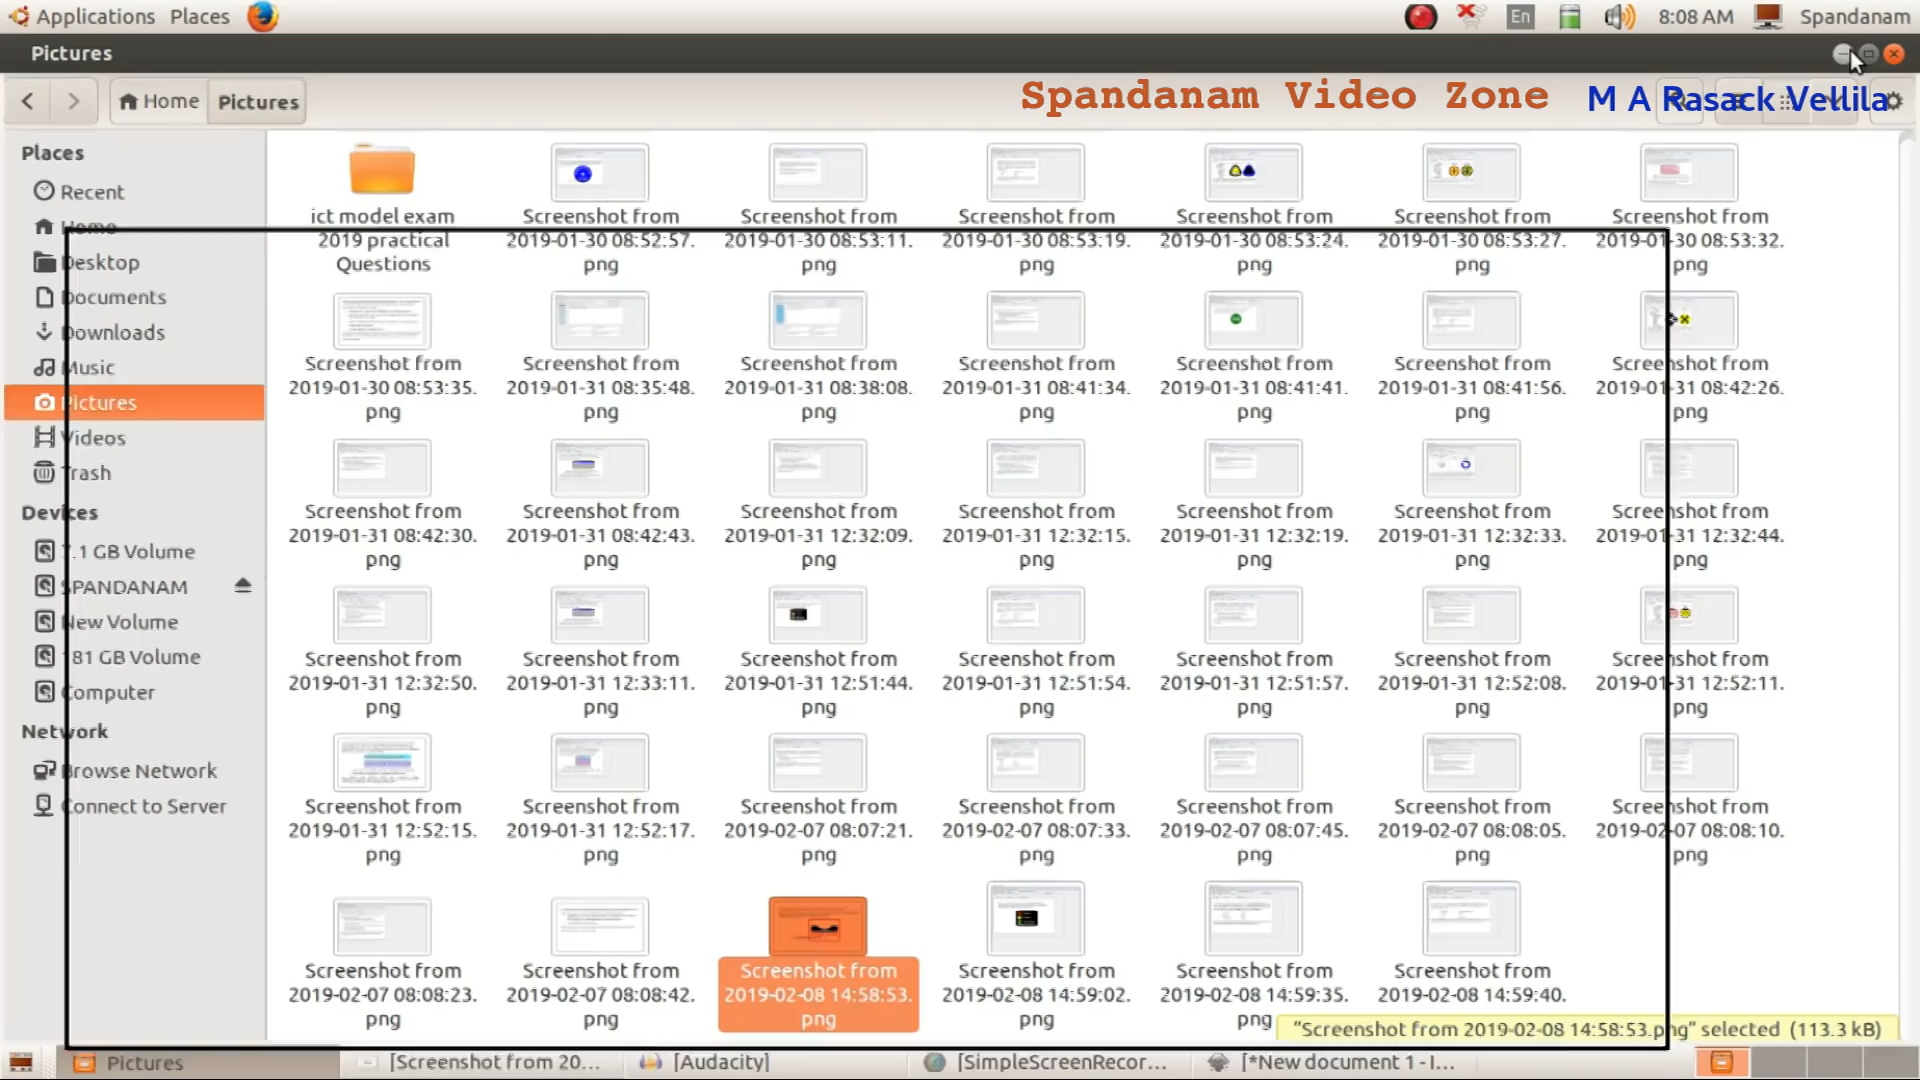 Applications Places En 8:08 AM Spandanam
Pictures
Home Pictures Spandanam Video Zone M A Rasack Vellila
Places
Recent
Home
Desktop
Documents
Downloads
Music
Pictures
Videos
Trash
Devices
7.1 GB Volume
SPANDANAM
New Volume
181 GB Volume
Computer
Network
Browse Network
Connect to Server
ict model exam
2019 practical
Questions
Screenshot from
2019-01-30 08:52:57.
png
Screenshot from
2019-01-30 08:53:11.
png
Screenshot from
2019-01-30 08:53:19.
png
Screenshot from
2019-01-30 08:53:24.
png
Screenshot from
2019-01-30 08:53:27.
png
Screenshot from
2019-01-30 08:53:32.
png
Screenshot from
2019-01-30 08:53:35.
png
Screenshot from
2019-01-31 08:35:48.
png
Screenshot from
2019-01-31 08:38:08.
png
Screenshot from
2019-01-31 08:41:34.
png
Screenshot from
2019-01-31 08:41:41.
png
Screenshot from
2019-01-31 08:41:56.
png
Screenshot from
2019-01-31 08:42:26.
png
Screenshot from
2019-01-31 08:42:30.
png
Screenshot from
2019-01-31 08:42:43.
png
Screenshot from
2019-01-31 12:32:09.
png
Screenshot from
2019-01-31 12:32:15.
png
Screenshot from
2019-01-31 12:32:19.
png
Screenshot from
2019-01-31 12:32:33.
png
Screenshot from
2019-01-31 12:32:44.
png
Screenshot from
2019-01-31 12:32:50.
png
Screenshot from
2019-01-31 12:33:11.
png
Screenshot from
2019-01-31 12:51:44.
png
Screenshot from
2019-01-31 12:51:54.
png
Screenshot from
2019-01-31 12:51:57.
png
Screenshot from
2019-01-31 12:52:08.
png
Screenshot from
2019-01-31 12:52:11.
png
Screenshot from
2019-01-31 12:52:15.
png
Screenshot from
2019-01-31 12:52:17.
png
Screenshot from
2019-02-07 08:07:21.
png
Screenshot from
2019-02-07 08:07:33.
png
Screenshot from
2019-02-07 08:07:45.
png
Screenshot from
2019-02-07 08:08:05.
png
Screenshot from
2019-02-07 08:08:10.
png
Screenshot from
2019-02-07 08:08:23.
png
Screenshot from
2019-02-07 08:08:42.
png
Screenshot from
2019-02-08 14:58:53.
png
Screenshot from
2019-02-08 14:59:02.
png
Screenshot from
2019-02-08 14:59:35.
png
Screenshot from
2019-02-08 14:59:40.
"Screenshot from 2019-02-08 14:58:53.png" selected (113.3 kB)
Pictures [Screenshot from 20... [Audacity] [SimpleScreenRecor... [*New document 1 - I...